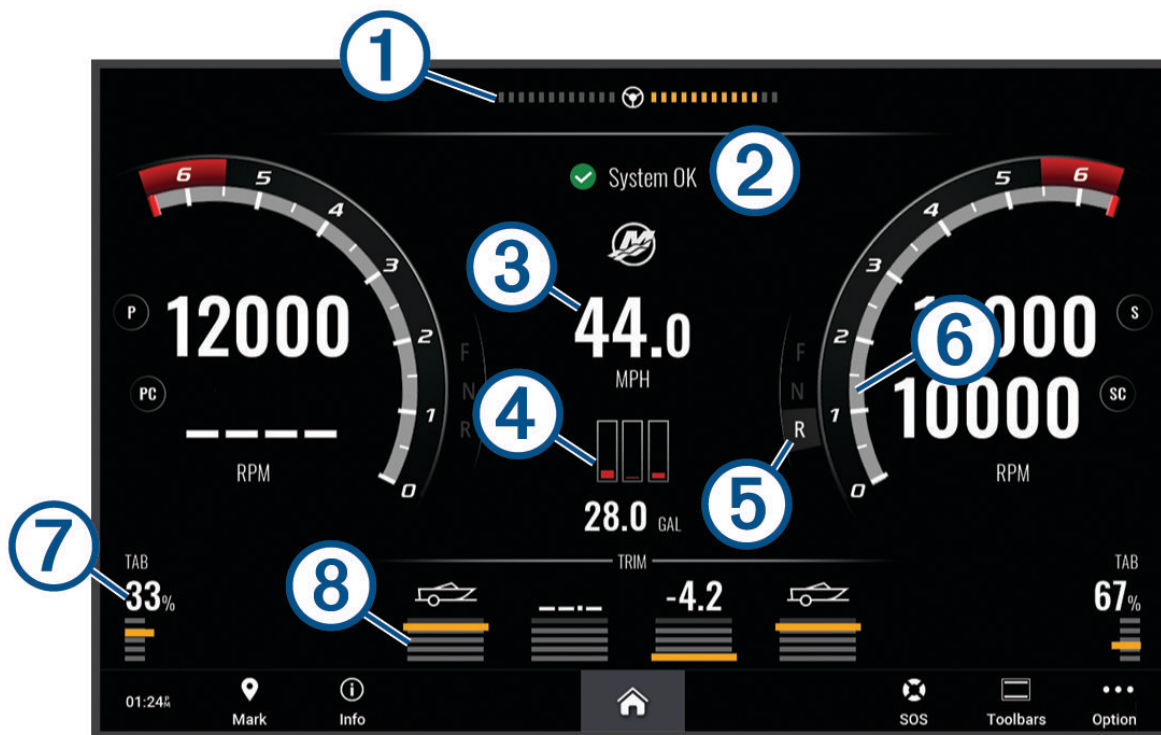 1
2
System OK
6 5 4 3 2 1 0
5 6 4 3 2 1 0
3
P
12000
44.0
S
6
MPH
PC
10000
SC
F
N
R
F
N
R
4
RPM
5
RPM
28.0 GAL
7
TAB
33%
8
TRIM
-4.2
TAB
67%
01:24 PM
Mark
Info
SOS
Toolbars
Option